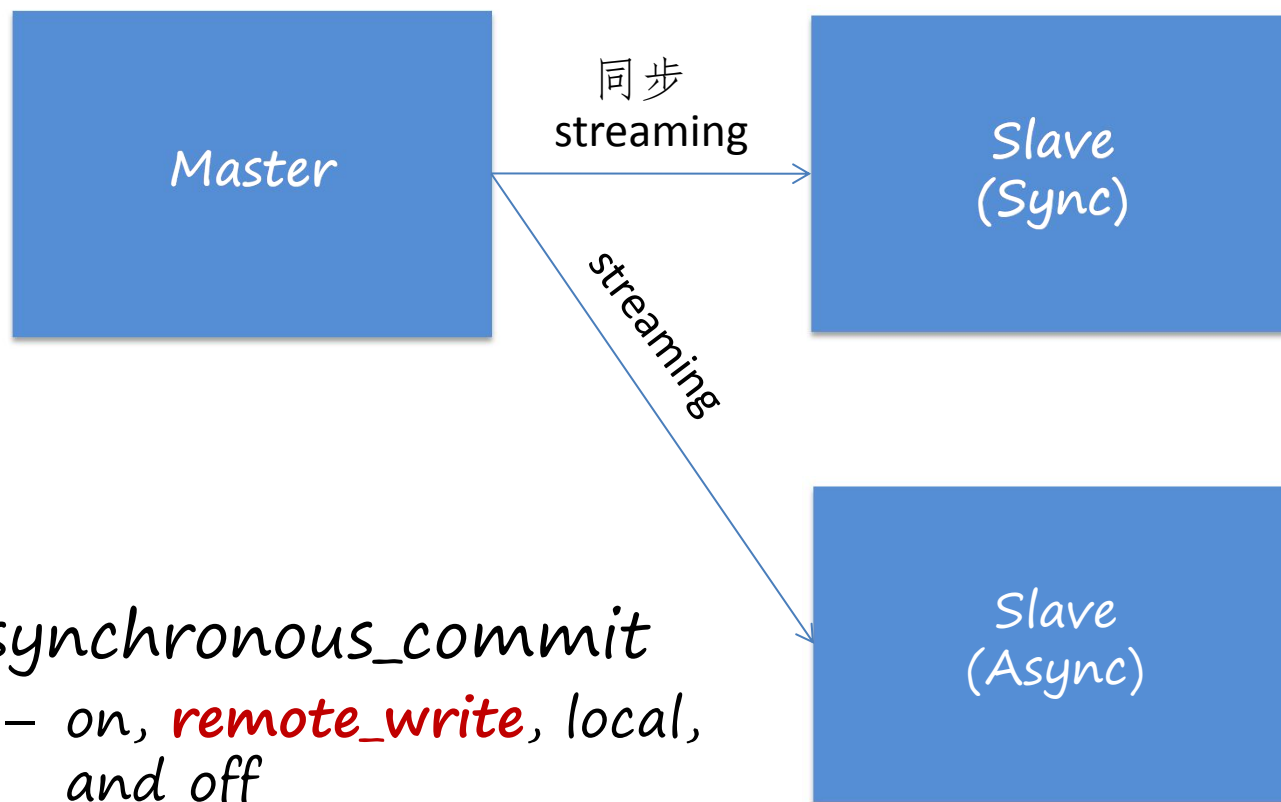 Master
同步
streaming
Slave
(Sync)
streaming
Slave
(Async)
synchronous_commit
– on, remote_write, local,
and off